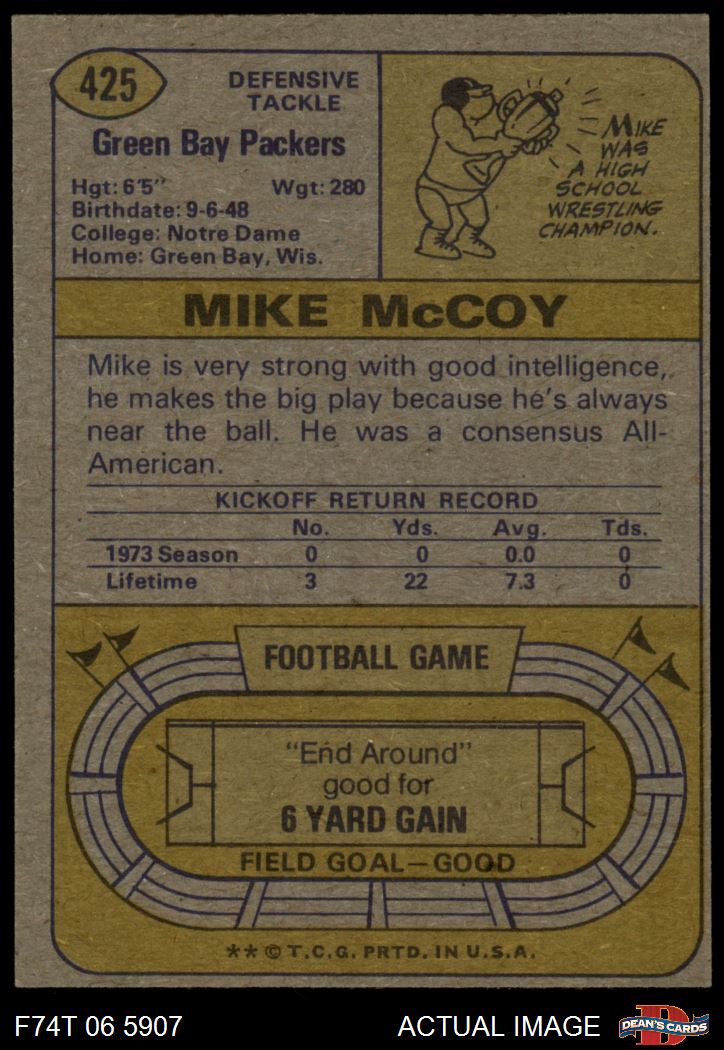 425
DEFENSIVE
TACKLE
Green Bay Packers
Hgt: 6'5" Wgt: 280
Birthdate: 9-6-48
College: Notre Dame
Home: Green Bay, Wis.
MIKE
WAS
A HIGH
SCHOOL
WRESTLING
CHAMPION.
MIKE McCOY
Mike is very strong with good intelligence,
he makes the big play because he's always
near the ball. He was a consensus All-
American.
KICKOFF RETURN RECORD
No. Yds. Avg. Tds.
1973 Season 0 0 0.0 0
Lifetime 3 22 7.3 0
FOOTBALL GAME
"End Around"
good for
6 YARD GAIN
FIELD GOAL—GOOD
** © T.C.G. PRTD. IN U.S.A.
F74T 06 5907 ACTUAL IMAGE
D
DEAN'S CARDS